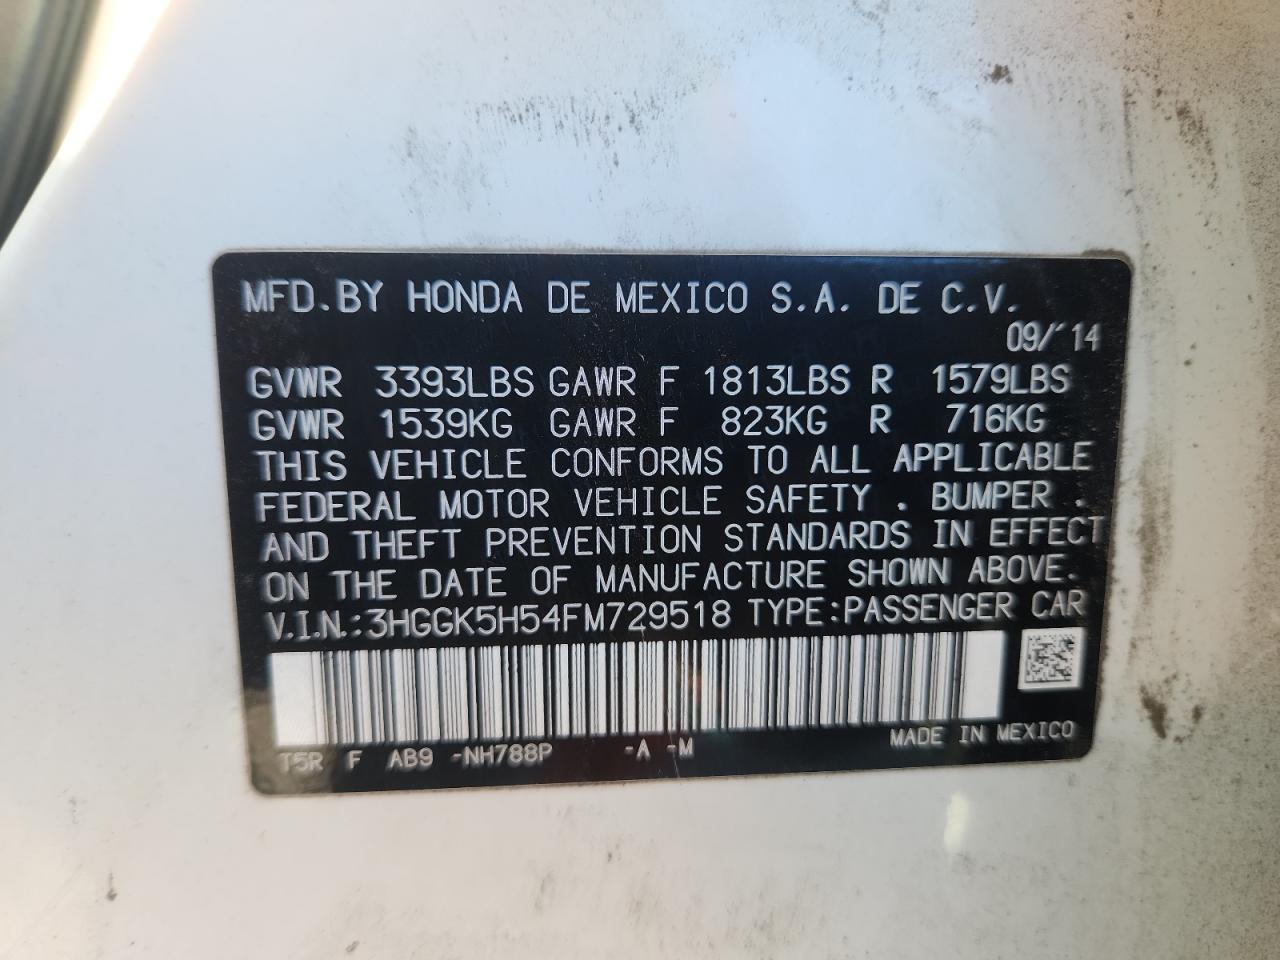 MFD.BY HONDA DE MEXICO S.A. DE C.V.
09/'14
GVWR 3393LBS GAWR F 1813LBS R 1579LBS
GVWR 1539KG GAWR F 823KG R 716KG
THIS VEHICLE CONFORMS TO ALL APPLICABLE
FEDERAL MOTOR VEHICLE SAFETY , BUMPER ,
AND THEFT PREVENTION STANDARDS IN EFFECT
ON THE DATE OF MANUFACTURE SHOWN ABOVE.
V.I.N.:3HGGK5H54FM729518 TYPE:PASSENGER CAR
T5R F AB9 -NH788P -A -M MADE IN MEXICO